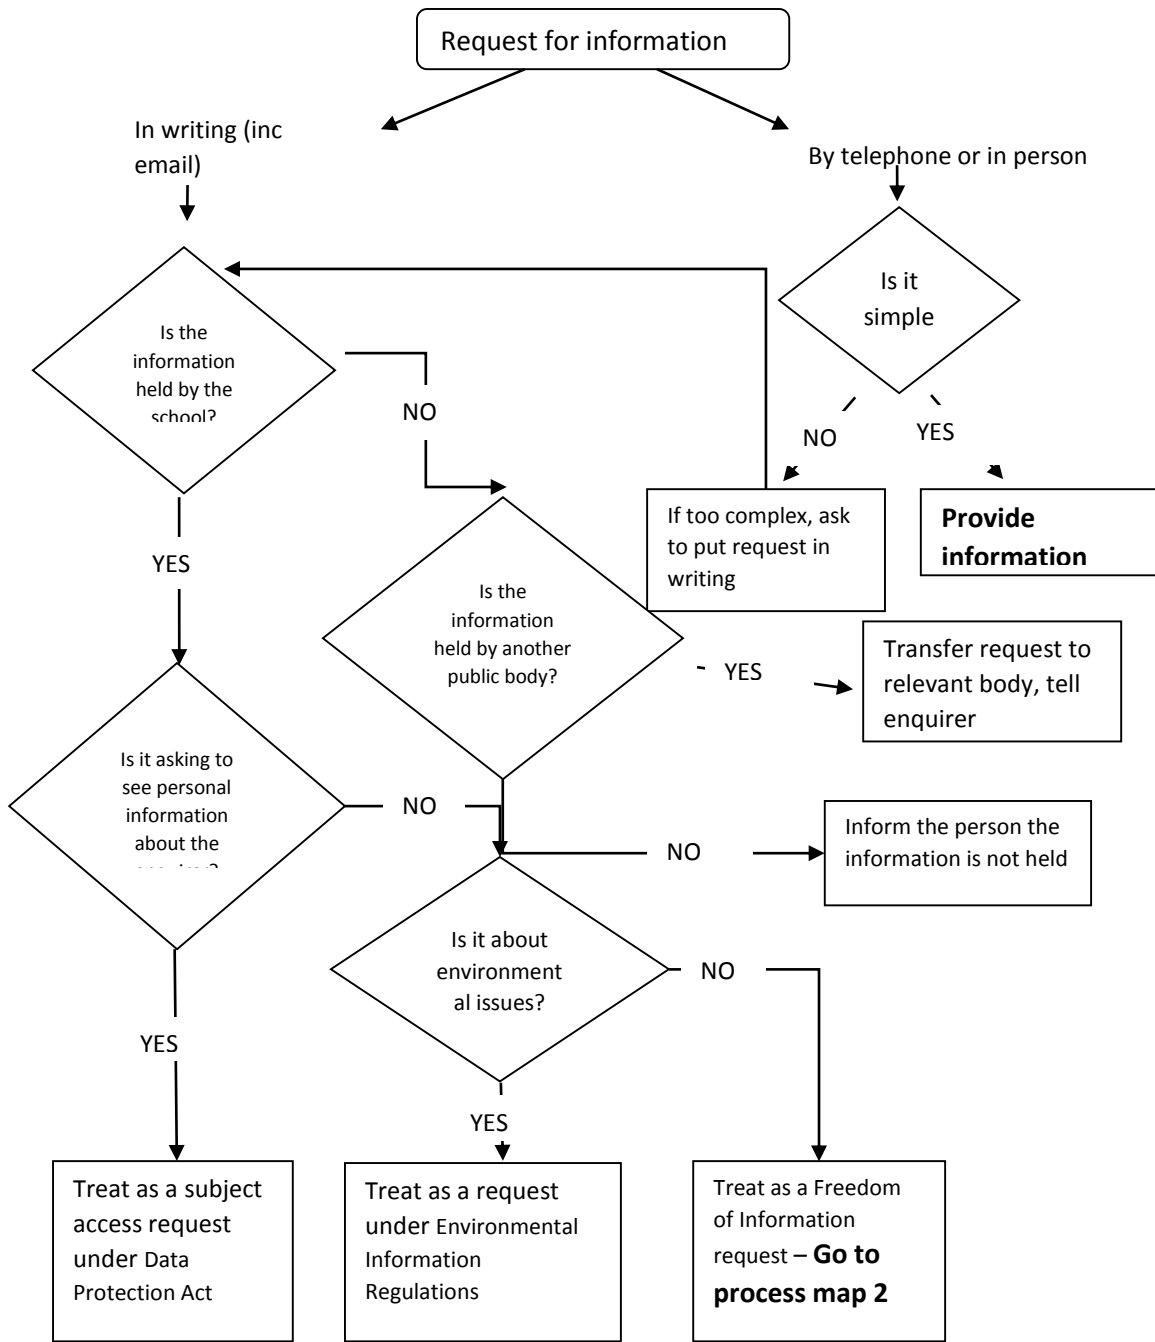 Request for information
In writing (inc
email)
By telephone or in person
Is it
simple
Is the
information
held by the
school?
NO
NO
YES
If too complex, ask
to put request in
writing
Provide
information
YES
Is the
information
held by another
public body?
YES
Transfer request to
relevant body, tell
enquirer
Is it asking to
see personal
information
about the
NO
NO
Inform the person the
information is not held
Is it about
environment
al issues?
NO
YES
YES
Treat as a subject
access request
under Data
Protection Act
Treat as a request
under Environmental
Information
Regulations
Treat as a Freedom
of Information
request – Go to
process map 2